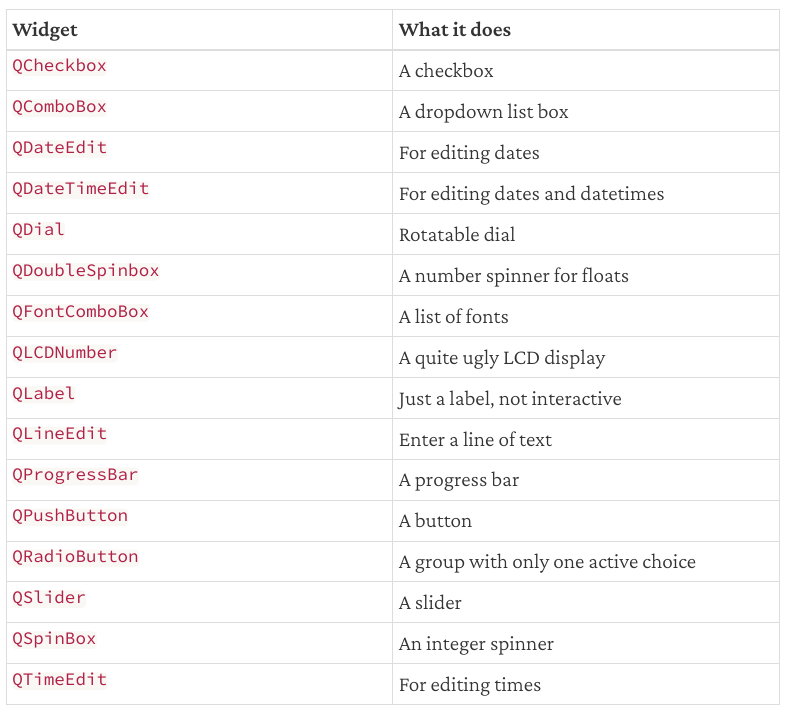 Widget What it does
QCheckbox A checkbox
QComboBox A dropdown list box
QDateEdit For editing dates
QDateTimeEdit For editing dates and datetimes
QDial Rotatable dial
QDoubleSpinbox A number spinner for floats
QFontComboBox A list of fonts
QLCDNumber A quite ugly LCD display
QLabel Just a label, not interactive
QLineEdit Enter a line of text
QProgressBar A progress bar
QPushButton A button
QRadioButton A group with only one active choice
QSlider A slider
QSpinBox An integer spinner
QTimeEdit For editing times